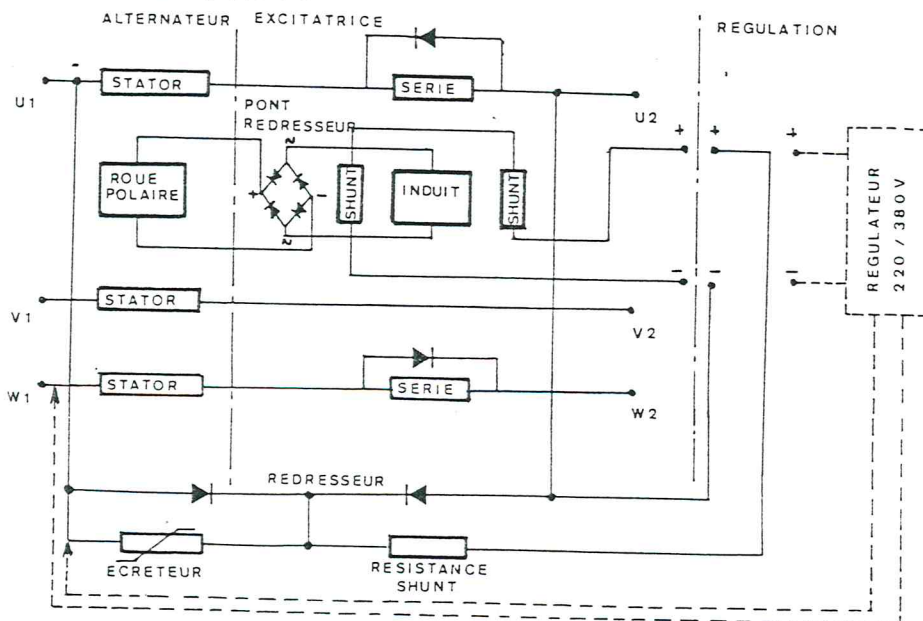 ALTERNATEUR
EXCITATRICE
REGULATION
U1
-
STATOR
SERIE
U2
PONT
REDRESSEUR
~
ROUE
POLAIRE
+
-
~
SHUNT
INDUIT
SHUNT
+
+
+
-
-
-
REGULATEUR
220 / 380V
V1
STATOR
V2
W1
STATOR
SERIE
W2
REDRESSEUR
ECRETEUR
RESISTANCE
SHUNT